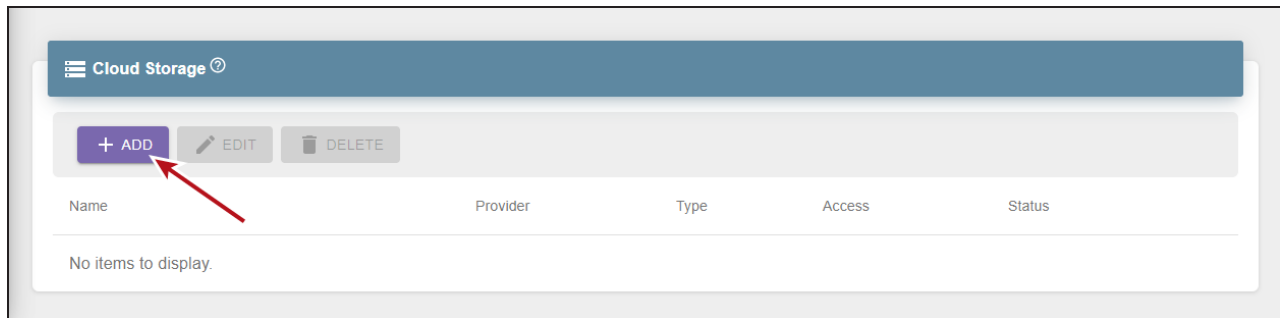 Cloud Storage ?
+ ADD EDIT DELETE
Name Provider Type Access Status
No items to display.